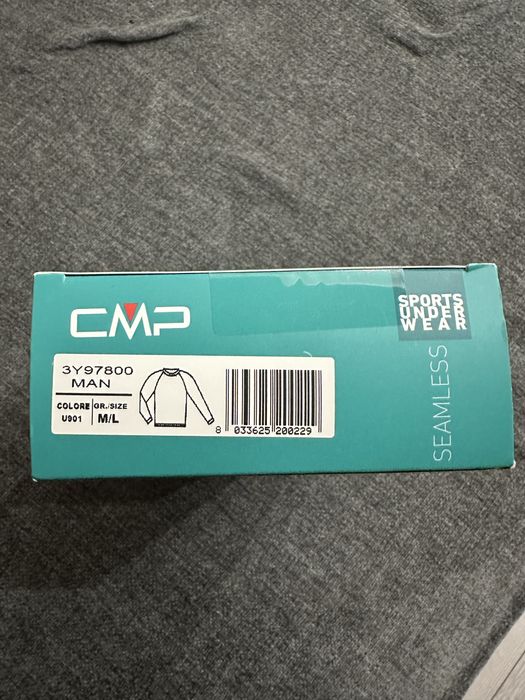 CMP
SPORTS
UNDER
WEAR
SEAMLESS
3Y97800
MAN
COLORE GR./SIZE
U901 M/L
8 033625 200229